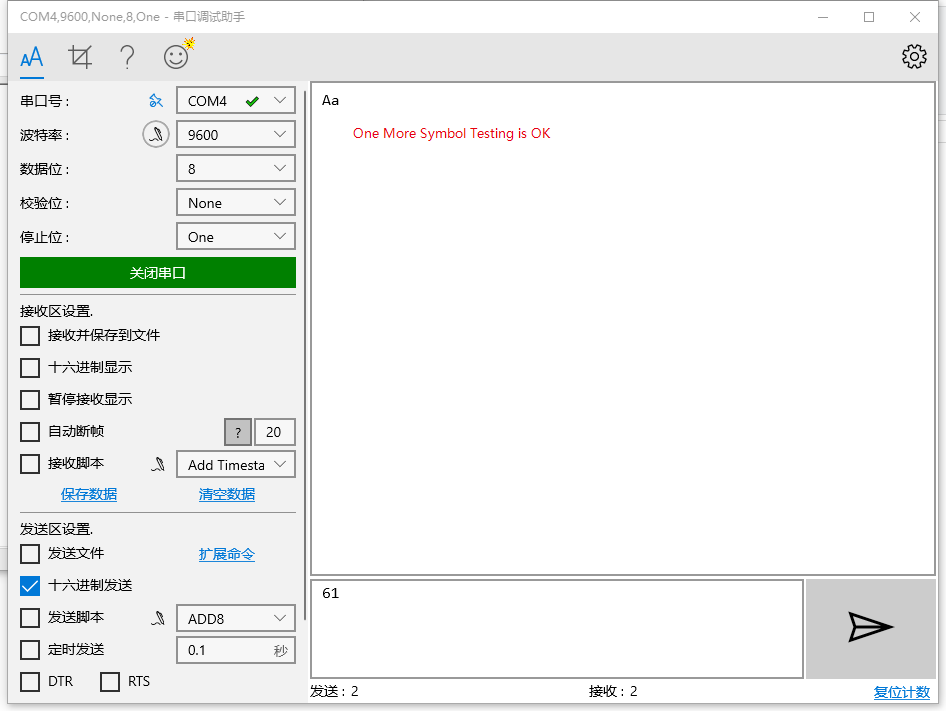 COM4,9600,None,8,One - 串口调试助手
AA
串口号：
COM4
波特率：
9600
数据位：
8
校验位：
None
停止位：
One
关闭串口
接收区设置.
接收并保存到文件
十六进制显示
暂停接收显示
自动断帧
?
20
接收脚本
Add Timesta
保存数据
清空数据
发送区设置.
发送文件
扩展命令
十六进制发送
发送脚本
ADD8
定时发送
0.1
秒
DTR
RTS
Aa
One More Symbol Testing is OK
61
发送：2
接收：2
复位计数